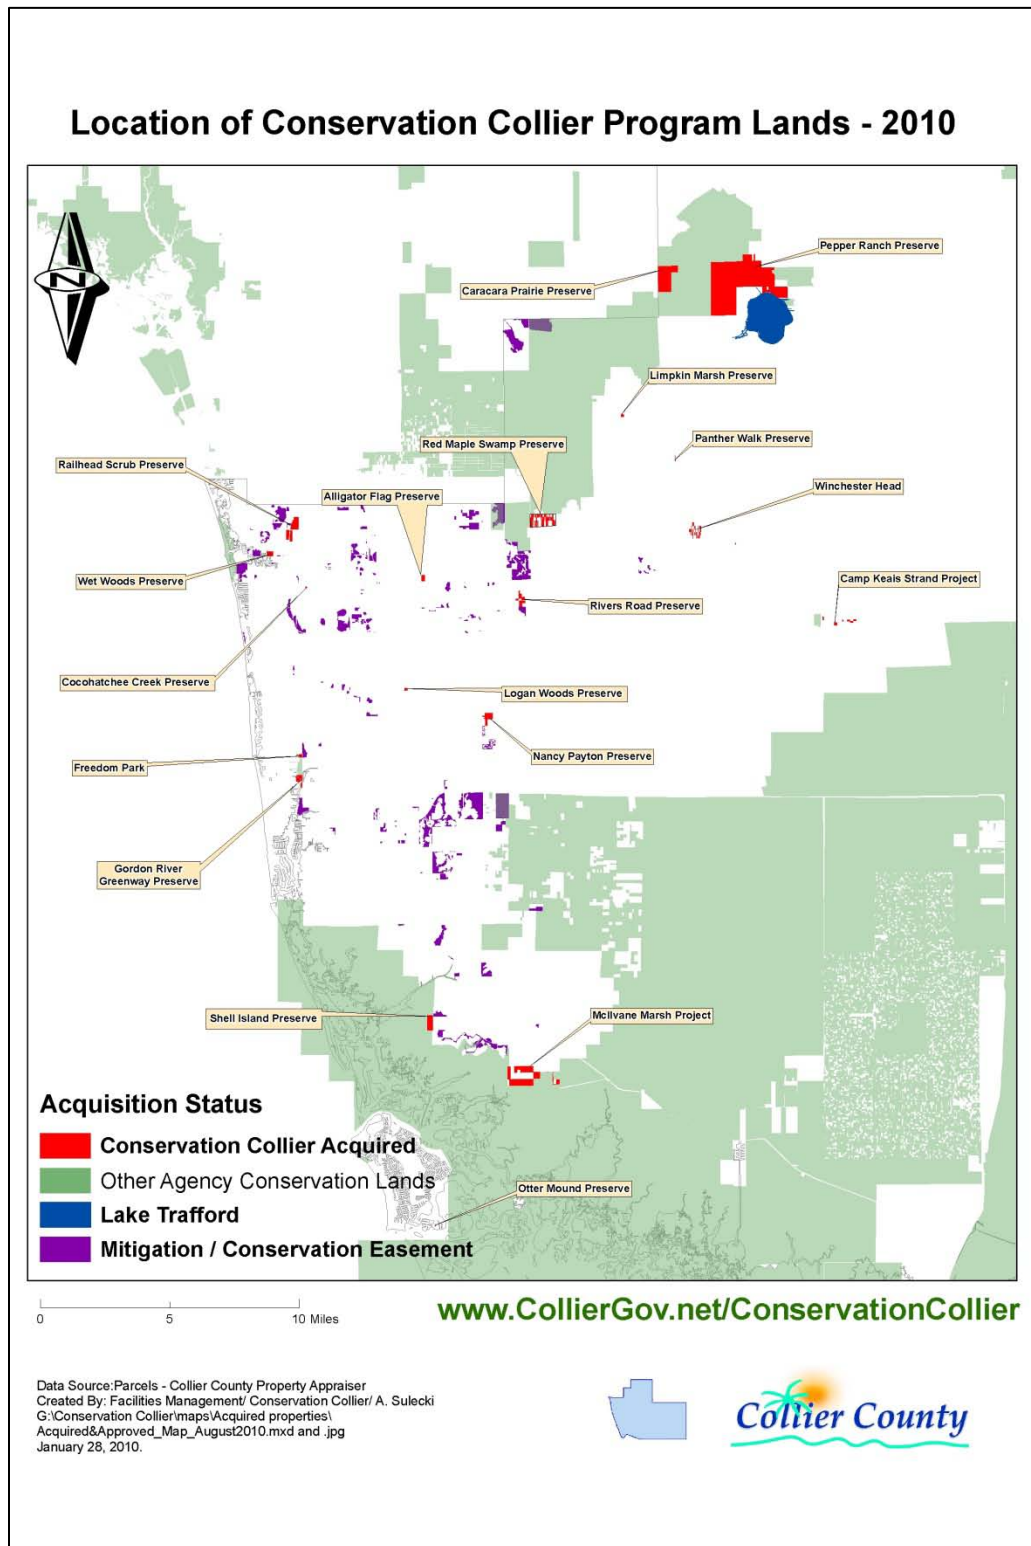 Location of Conservation Collier Program Lands - 2010
N
Pepper Ranch Preserve
Caracara Prairie Preserve
Limpkin Marsh Preserve
Red Maple Swamp Preserve
Panther Walk Preserve
Railhead Scrub Preserve
Alligator Flag Preserve
Winchester Head
Wet Woods Preserve
Camp Keais Strand Project
Rivers Road Preserve
Cocohatchee Creek Preserve
Logan Woods Preserve
Nancy Payton Preserve
Freedom Park
Gordon River
Greenway Preserve
Shell Island Preserve
McIlvane Marsh Project
Otter Mound Preserve
Acquisition Status
Conservation Collier Acquired
Other Agency Conservation Lands
Lake Trafford
Mitigation / Conservation Easement
0 5 10 Miles
www.CollierGov.net/ConservationCollier
Data Source:Parcels - Collier County Property Appraiser
Created By: Facilities Management/ Conservation Collier/ A. Sulecki
G:\Conservation Collier\maps\Acquired properties\
Acquired&Approved_Map_August2010.mxd and .jpg
January 28, 2010.
Collier County